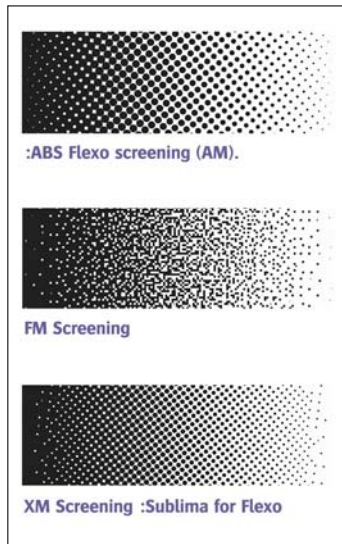 :ABS Flexo screening (AM).
FM Screening
XM Screening :Sublima for Flexo